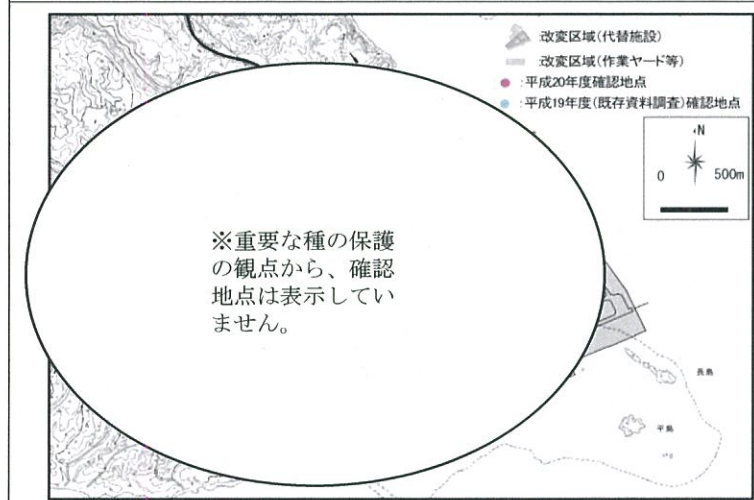 :改変区域(代替施設)
:改変区域(作業ヤード等)
:平成20年度確認地点
:平成19年度(既存資料調査)確認地点
N
0 500m
※重要な種の保護
の観点から、確認
地点は表示してい
ません。
長島
平島